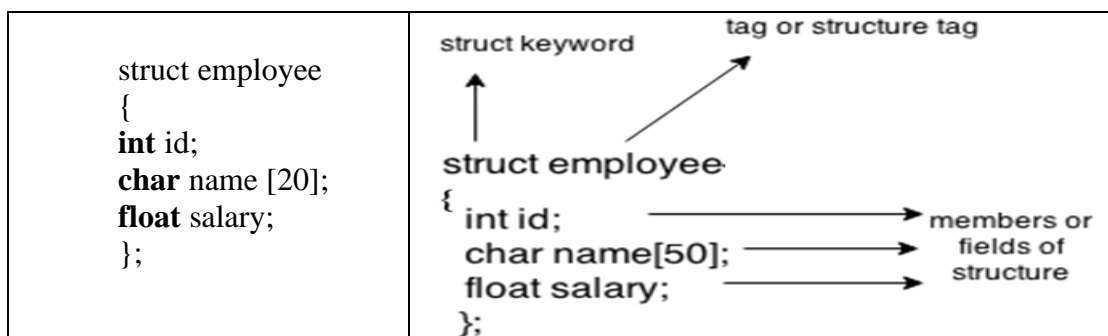 struct employee
{
int id;
char name [20];
float salary;
};
struct keyword
tag or structure tag
struct employee
{
int id;
char name[50];
float salary;
};
members or
fields of
structure